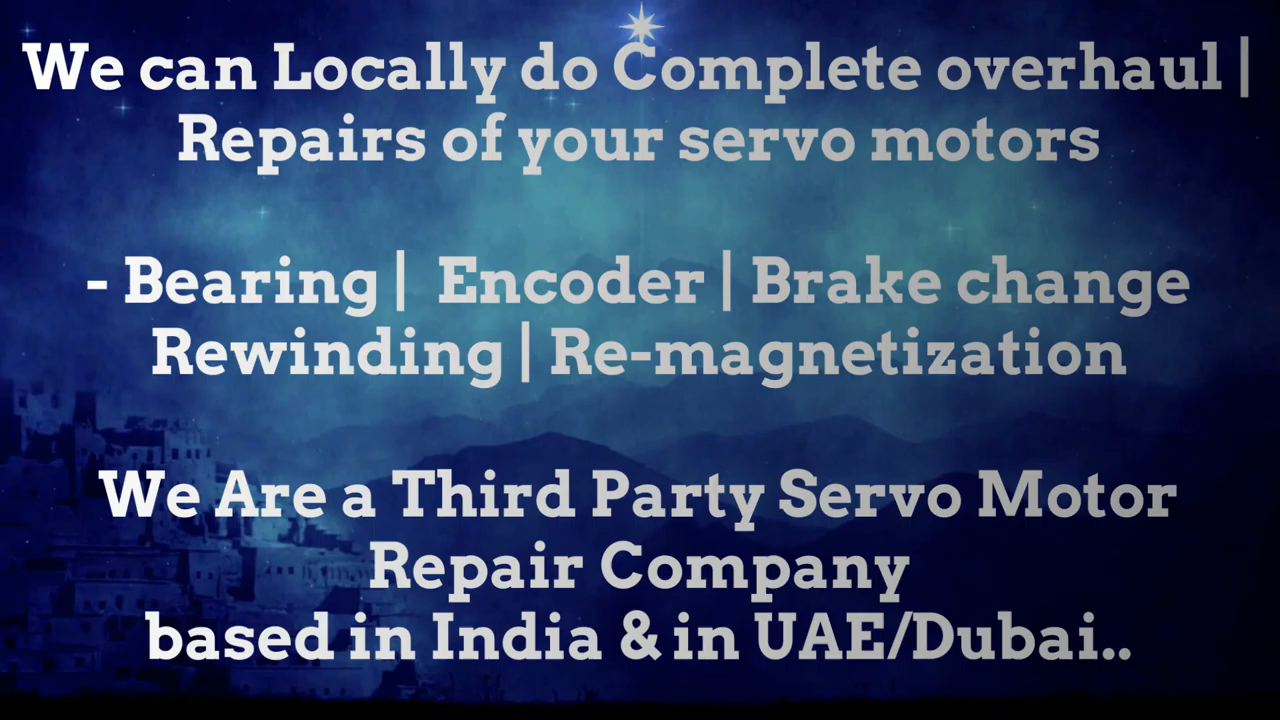 We can Locally do Complete overhaul |
Repairs of your servo motors
- Bearing | Encoder | Brake change
Rewinding | Re-magnetization
We Are a Third Party Servo Motor
Repair Company
based in India & in UAE/Dubai..